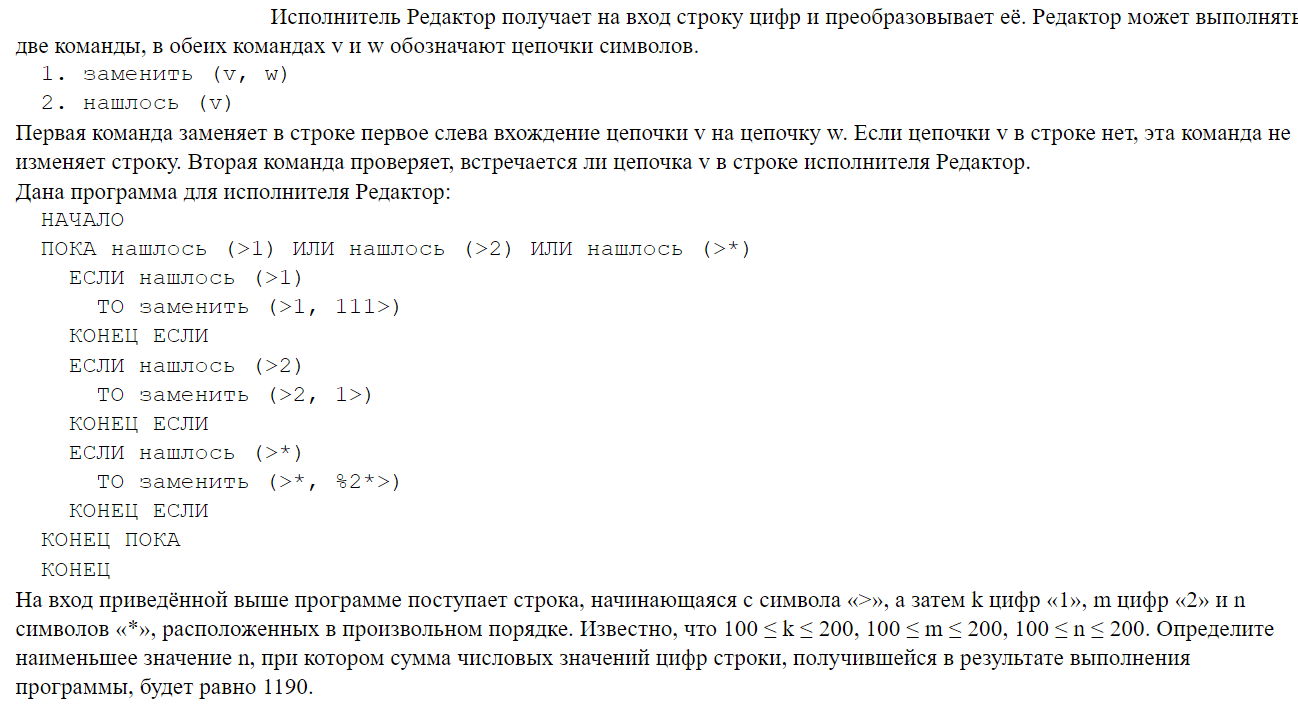 Исполнитель Редактор получает на вход строку цифр и преобразовывает её. Редактор может выполнять
две команды, в обеих командах v и w обозначают цепочки символов.
1. заменить (v, w)
2. нашлось (v)
Первая команда заменяет в строке первое слева вхождение цепочки v на цепочку w. Если цепочки v в строке нет, эта команда не
изменяет строку. Вторая команда проверяет, встречается ли цепочка v в строке исполнителя Редактор.
Дана программа для исполнителя Редактор:
НАЧАЛО
ПОКА нашлось (>1) ИЛИ нашлось (>2) ИЛИ нашлось (>*)
ЕСЛИ нашлось (>1)
ТО заменить (>1, 111>)
КОНЕЦ ЕСЛИ
ЕСЛИ нашлось (>2)
ТО заменить (>2, 1>)
КОНЕЦ ЕСЛИ
ЕСЛИ нашлось (>*)
ТО заменить (>*, %2*>)
КОНЕЦ ЕСЛИ
КОНЕЦ ПОКА
КОНЕЦ
На вход приведённой выше программе поступает строка, начинающаяся с символа «>», а затем k цифр «1», m цифр «2» и n
символов «*», расположенных в произвольном порядке. Известно, что 100 ≤ k ≤ 200, 100 ≤ m ≤ 200, 100 ≤ n ≤ 200. Определите
наименьшее значение n, при котором сумма числовых значений цифр строки, получившейся в результате выполнения
программы, будет равно 1190.